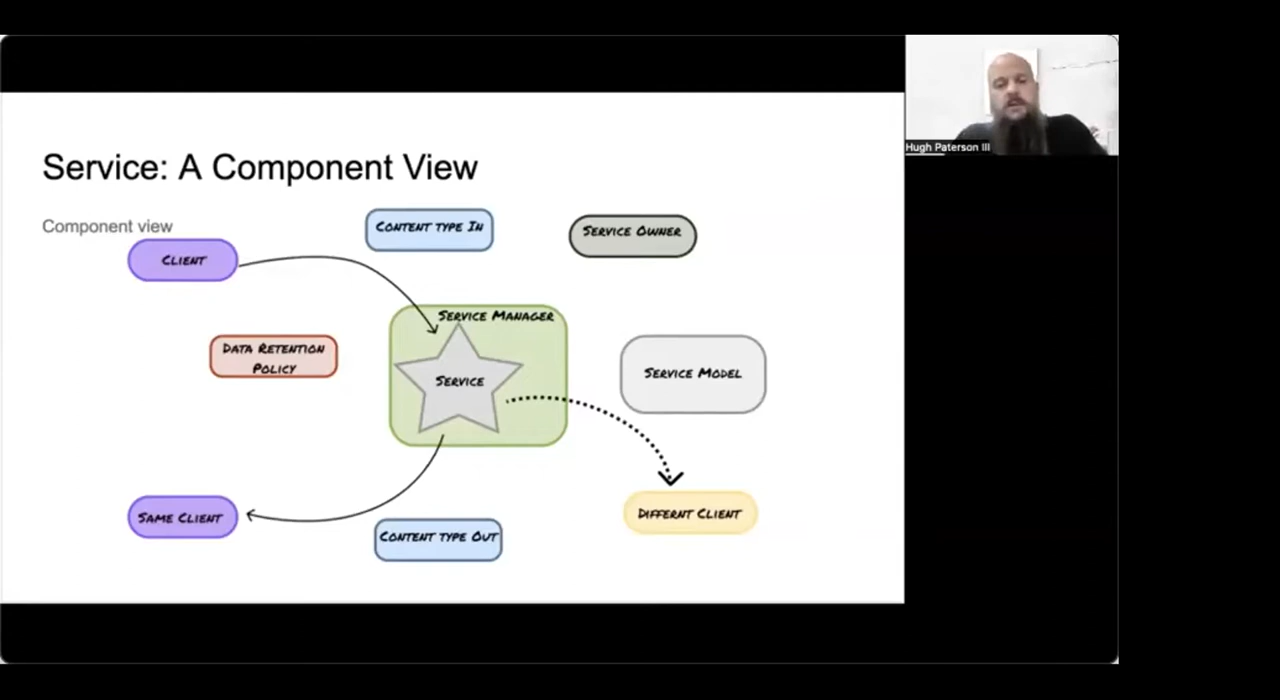 Service: A Component View
Component view
CONTENT TYPE IN
SERVICE OWNER
CLIENT
SERVICE MANAGER
DATA RETENTION
POLICY
SERVICE
SERVICE MODEL
SAME CLIENT
CONTENT TYPE OUT
DIFFERNT CLIENT
Hugh Paterson III